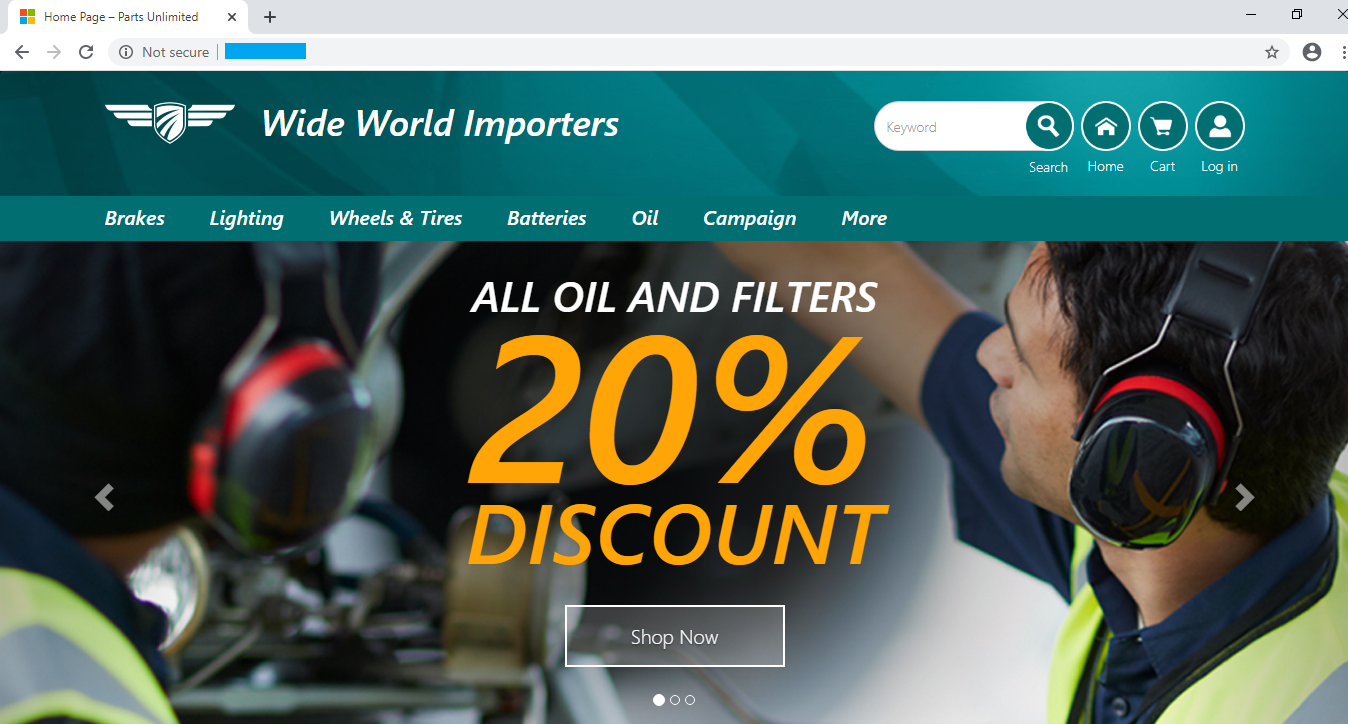 Home Page – Parts Unlimited
Not secure
Wide World Importers
Keyword
Search
Home
Cart
Log in
Brakes
Lighting
Wheels & Tires
Batteries
Oil
Campaign
More
ALL OIL AND FILTERS
20%
DISCOUNT
Shop Now